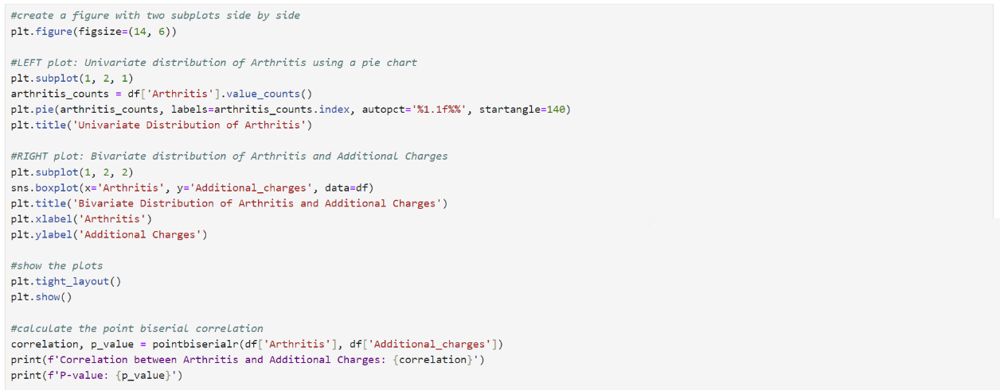 #create a figure with two subplots side by side
plt.figure(figsize=(14, 6))
#LEFT plot: Univariate distribution of Arthritis using a pie chart
plt.subplot(1, 2, 1)
arthritis_counts = df['Arthritis'].value_counts()
plt.pie(arthritis_counts, labels=arthritis_counts.index, autopct='%1.1f%%', startangle=140)
plt.title('Univariate Distribution of Arthritis')
#RIGHT plot: Bivariate distribution of Arthritis and Additional Charges
plt.subplot(1, 2, 2)
sns.boxplot(x='Arthritis', y='Additional_charges', data=df)
plt.title('Bivariate Distribution of Arthritis and Additional Charges')
plt.xlabel('Arthritis')
plt.ylabel('Additional Charges')
#show the plots
plt.tight_layout()
plt.show()
#calculate the point biserial correlation
correlation, p_value = pointbiserialr(df['Arthritis'], df['Additional_charges'])
print(f'Correlation between Arthritis and Additional Charges: {correlation}')
print(f'P-value: {p_value}')